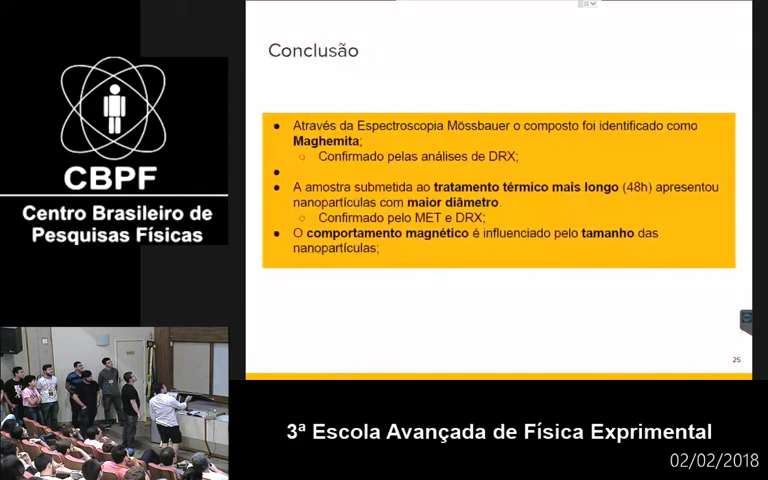 CBPF
Centro Brasileiro de
Pesquisas Físicas
Conclusão
● Através da Espectroscopia Mössbauer o composto foi identificado como
Maghemita;
○ Confirmado pelas análises de DRX;
●
● A amostra submetida ao tratamento térmico mais longo (48h) apresentou
nanopartículas com maior diâmetro.
○ Confirmado pelo MET e DRX;
● O comportamento magnético é influenciado pelo tamanho das
nanopartículas;
25
3ª Escola Avançada de Física Exprimental
02/02/2018